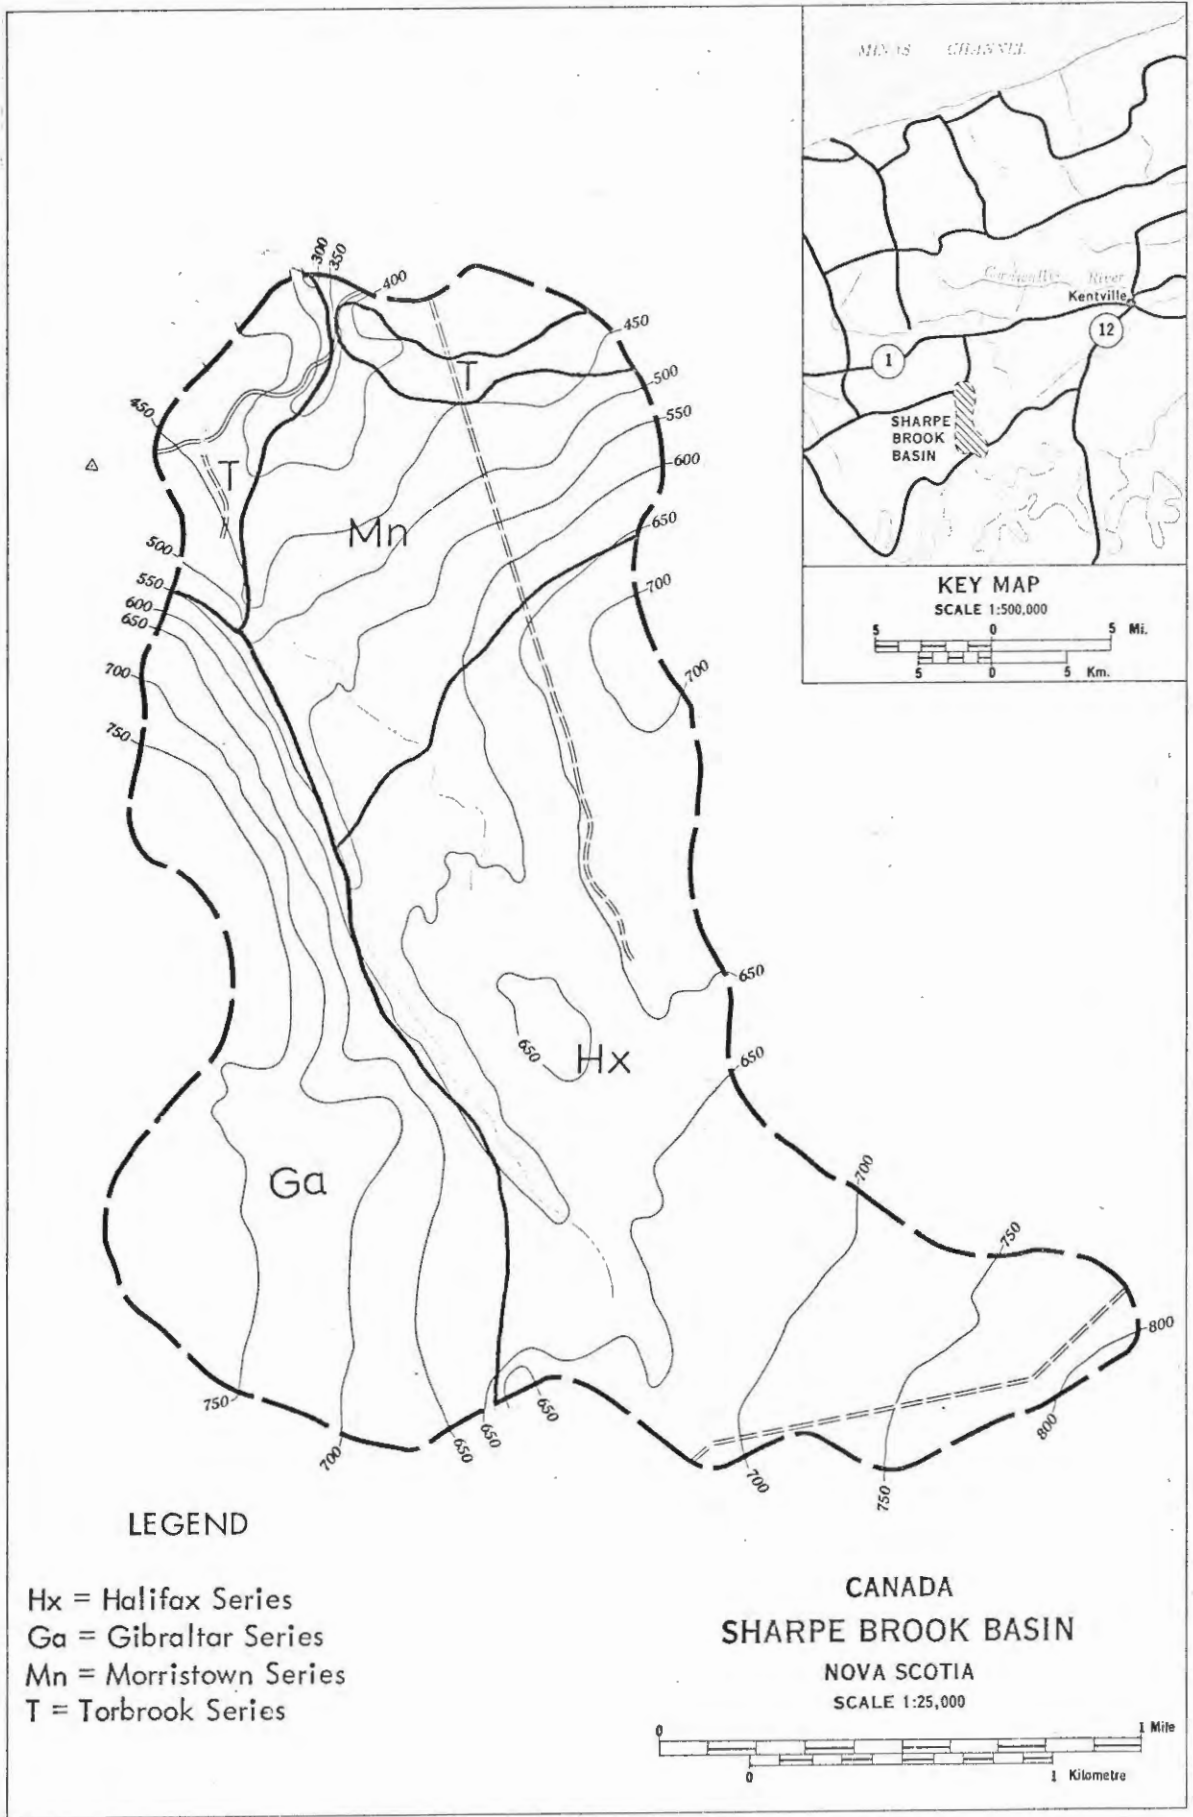 MINAS CHANNEL
Cornwallis River
Kentville
12
1
SHARPE
BROOK
BASIN
KEY MAP
SCALE 1:500,000
5 0 5 Mi.
5 0 5 Km.
300
350
400
450
500
550
600
650
700
700
450
T
T
Mn
500
550
600
650
700
750
650
650
650
Hx
Ga
700
750
800
800
750
700
650
650
650
700
750
LEGEND
Hx = Halifax Series
Ga = Gibraltar Series
Mn = Morristown Series
T = Torbrook Series
CANADA
SHARPE BROOK BASIN
NOVA SCOTIA
SCALE 1:25,000
0 1 Mile
0 1 Kilometre